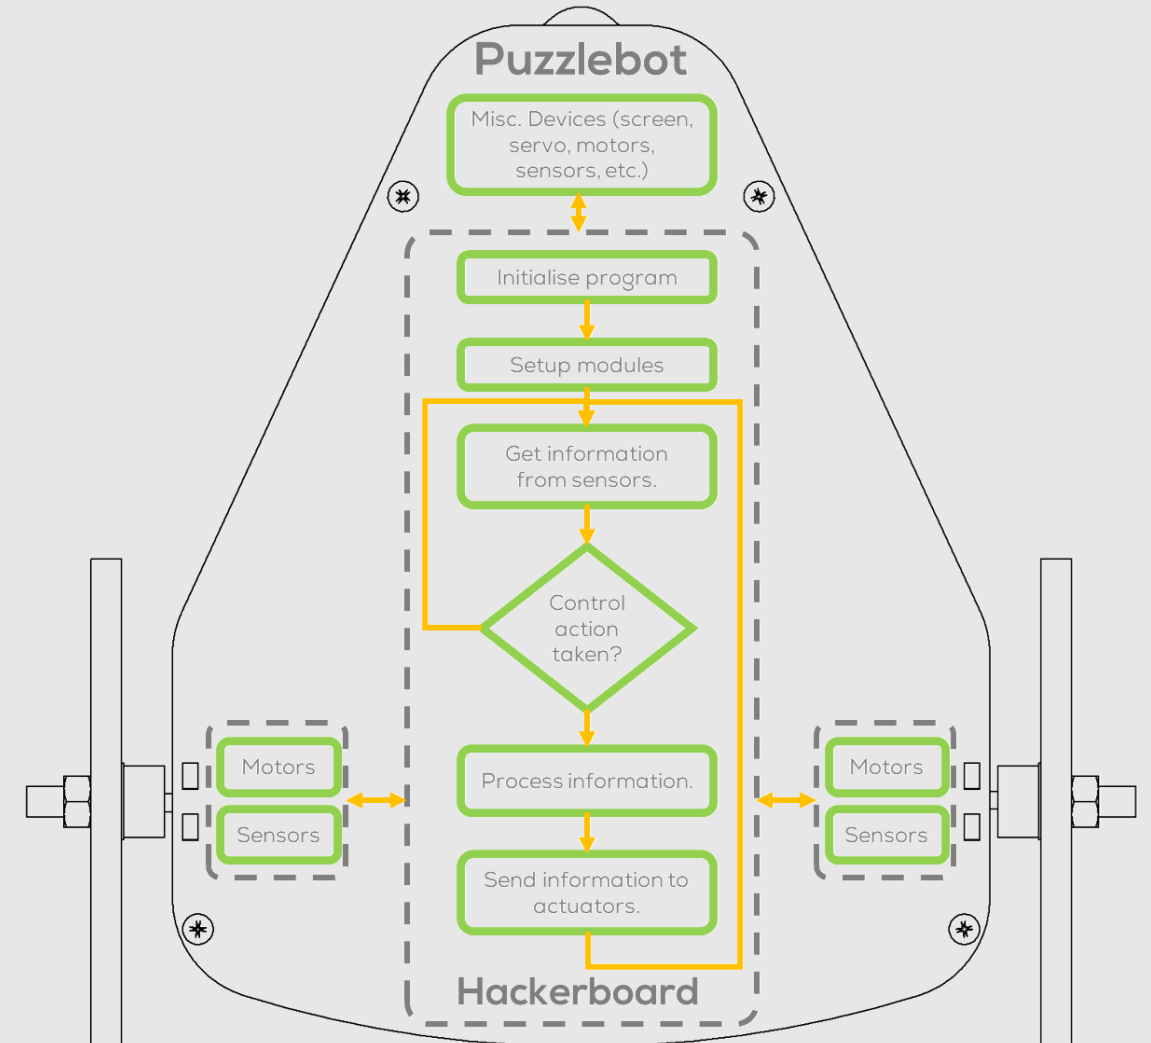 Puzzlebot
Misc. Devices (screen,
servo, motors,
sensors, etc.)
Initialise program
Setup modules
Get information
from sensors.
Control
action
taken?
Motors
Sensors
Process information.
Send information to
actuators.
Motors
Sensors
Hackerboard